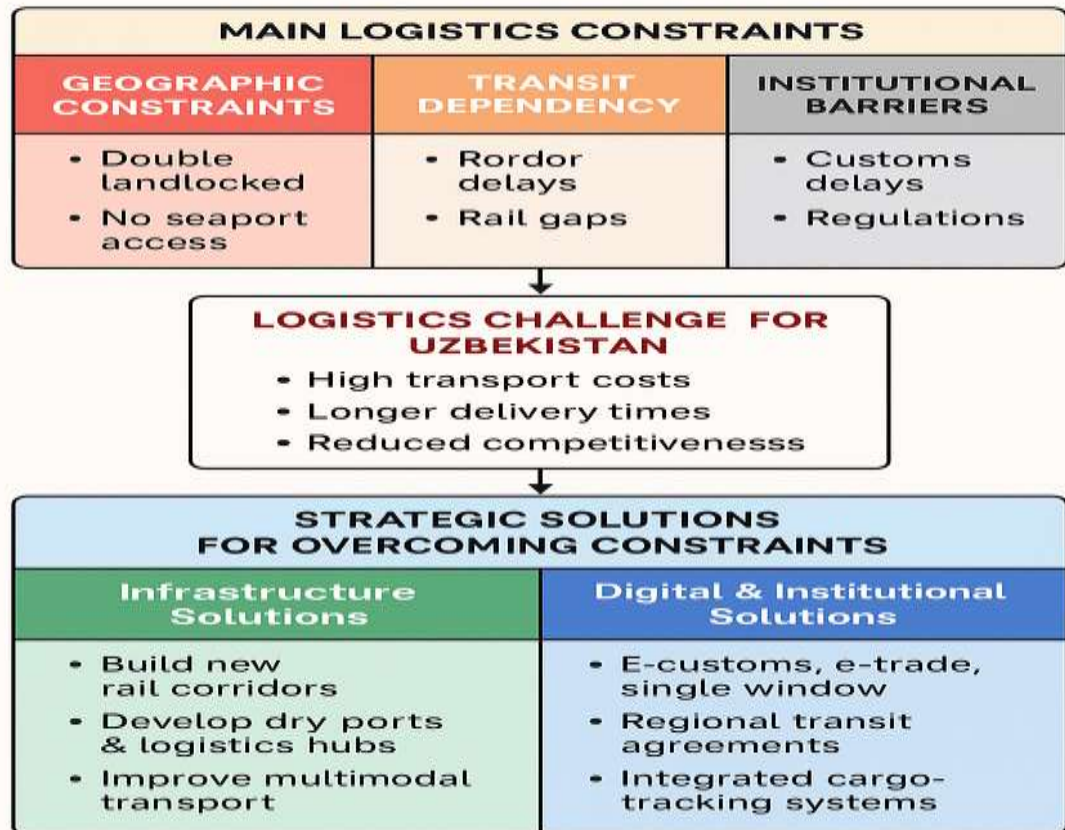 MAIN LOGISTICS CONSTRAINTS
GEOGRAPHIC
CONSTRAINTS
• Double
landlocked
• No seaport
access
TRANSIT
DEPENDENCY
• Rordor
delays
• Rail gaps
INSTITUTIONAL
BARRIERS
• Customs
delays
• Regulations
LOGISTICS CHALLENGE FOR
UZBEKISTAN
• High transport costs
• Longer delivery times
• Reduced competitivenesss
STRATEGIC SOLUTIONS
FOR OVERCOMING CONSTRAINTS
Infrastructure
Solutions
• Build new
rail corridors
• Develop dry ports
& logistics hubs
• Improve multimodal
transport
Digital & Institutional
Solutions
• E-customs, e-trade,
single window
• Regional transit
agreements
• Integrated cargo-
tracking systems